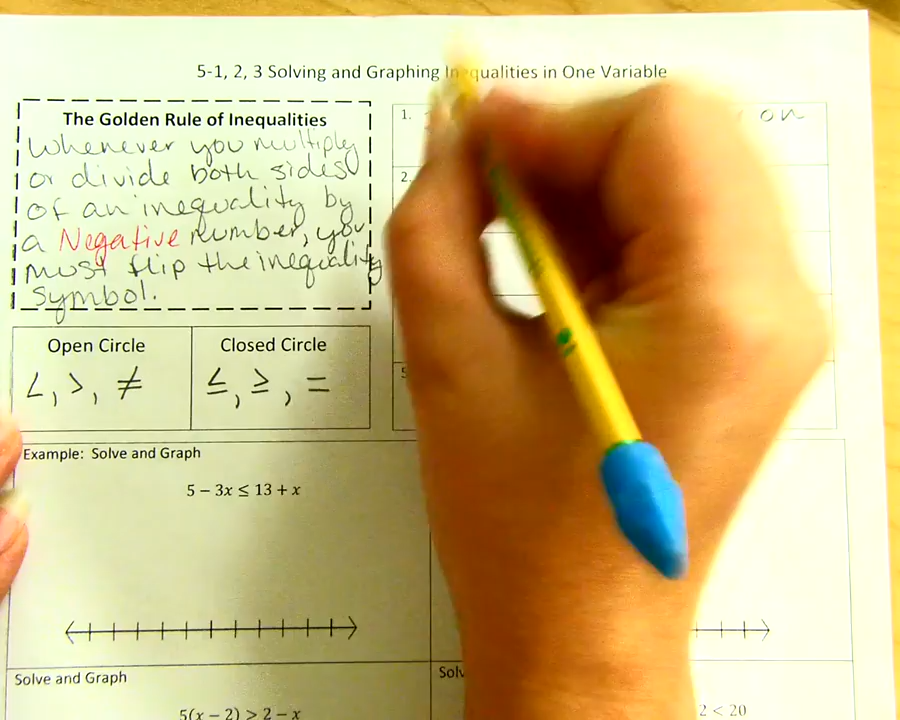 5-1, 2, 3 Solving and Graphing Inequalities in One Variable
The Golden Rule of Inequalities
Whenever you multiply
or divide both sides
of an inequality by
a Negative number, you
must flip the inequality
symbol.
1.
on
2.
Open Circle
<, >, ≠
Closed Circle
≤, ≥, =
Example: Solve and Graph
5 − 3x ≤ 13 + x
Solve and Graph
5(x − 2) > 2 − x
2 < 20